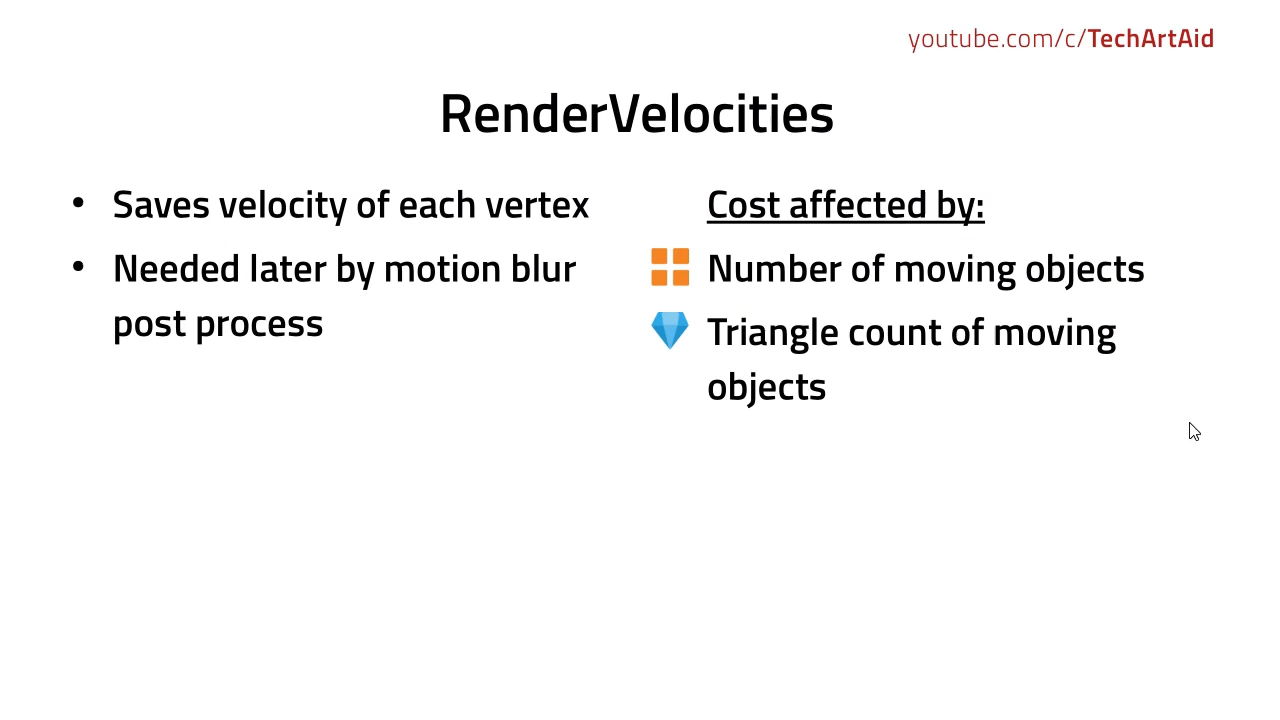 youtube.com/c/TechArtAid
RenderVelocities
• Saves velocity of each vertex
• Needed later by motion blur
post process
Cost affected by:
Number of moving objects
Triangle count of moving
objects